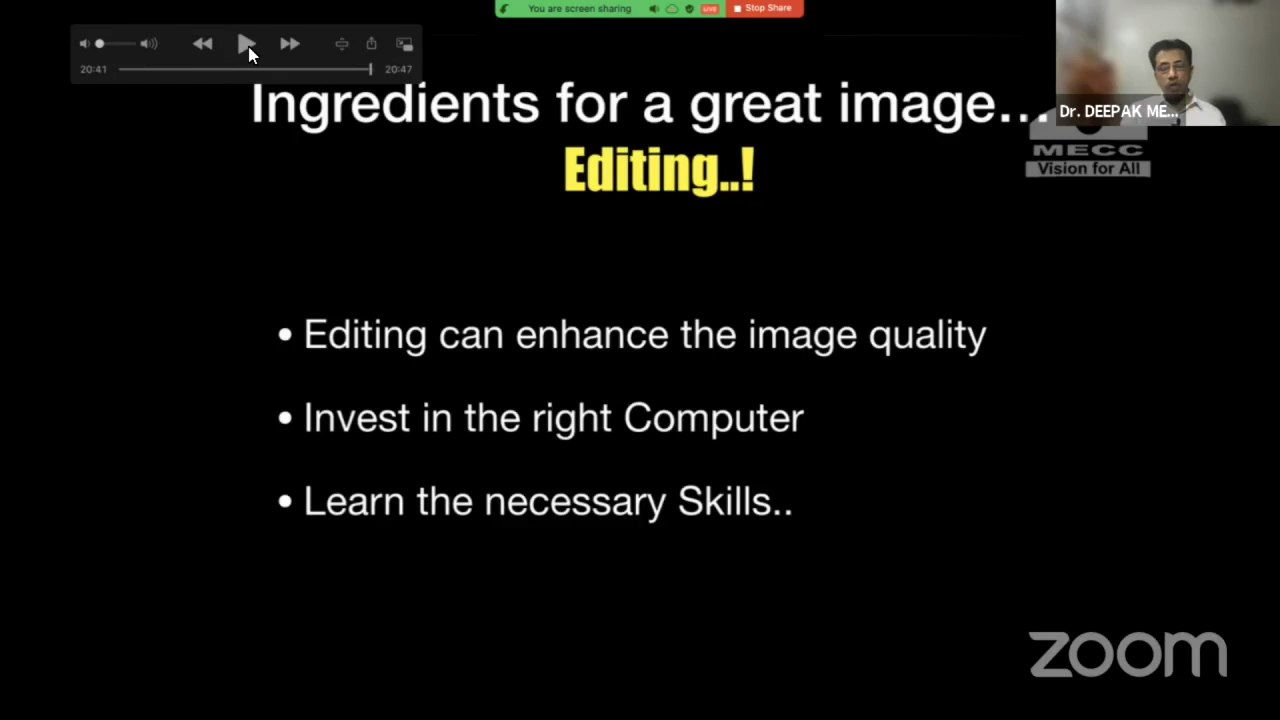 You are screen sharing
LIVE
Stop Share
20:41
20:47
Ingredients for a great image...
Editing..!
Dr. DEEPAK ME...
MECC
Vision for All
• Editing can enhance the image quality
• Invest in the right Computer
• Learn the necessary Skills..
zoom